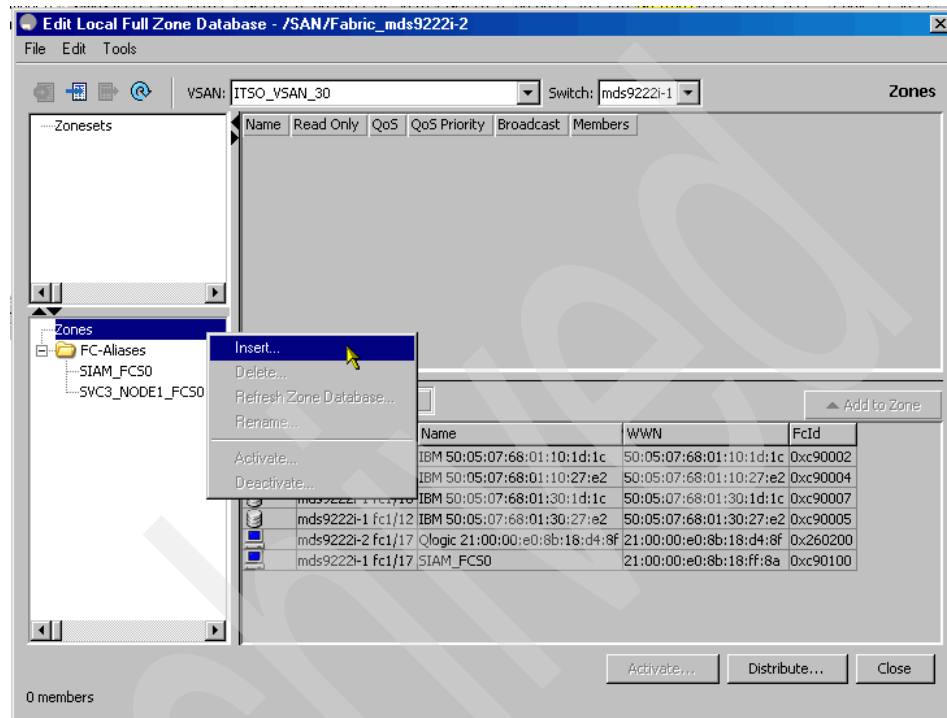 Edit Local Full Zone Database - /SAN/Fabric_mds9222i-2
File Edit Tools
VSAN: ITSO_VSAN_30 Switch: mds9222i-1 Zones
Zonesets
Name Read Only QoS QoS Priority Broadcast Members
Zones
FC-Aliases
SIAM_FCS0
SVC3_NODE1_FCS0
Insert...
Delete...
Refresh Zone Database...
Rename...
Activate...
Deactivate...
Add to Zone
Name WWN FcId
IBM 50:05:07:68:01:10:1d:1c 50:05:07:68:01:10:1d:1c 0xc90002
IBM 50:05:07:68:01:10:27:e2 50:05:07:68:01:10:27:e2 0xc90004
IBM 50:05:07:68:01:30:1d:1c 50:05:07:68:01:30:1d:1c 0xc90007
mds9222i-1 fc1/12 IBM 50:05:07:68:01:30:27:e2 50:05:07:68:01:30:27:e2 0xc90005
mds9222i-2 fc1/17 Qlogic 21:00:00:e0:8b:18:d4:8f 21:00:00:e0:8b:18:d4:8f 0x260200
mds9222i-1 fc1/17 SIAM_FCS0 21:00:00:e0:8b:18:ff:8a 0xc90100
Activate... Distribute... Close
0 members